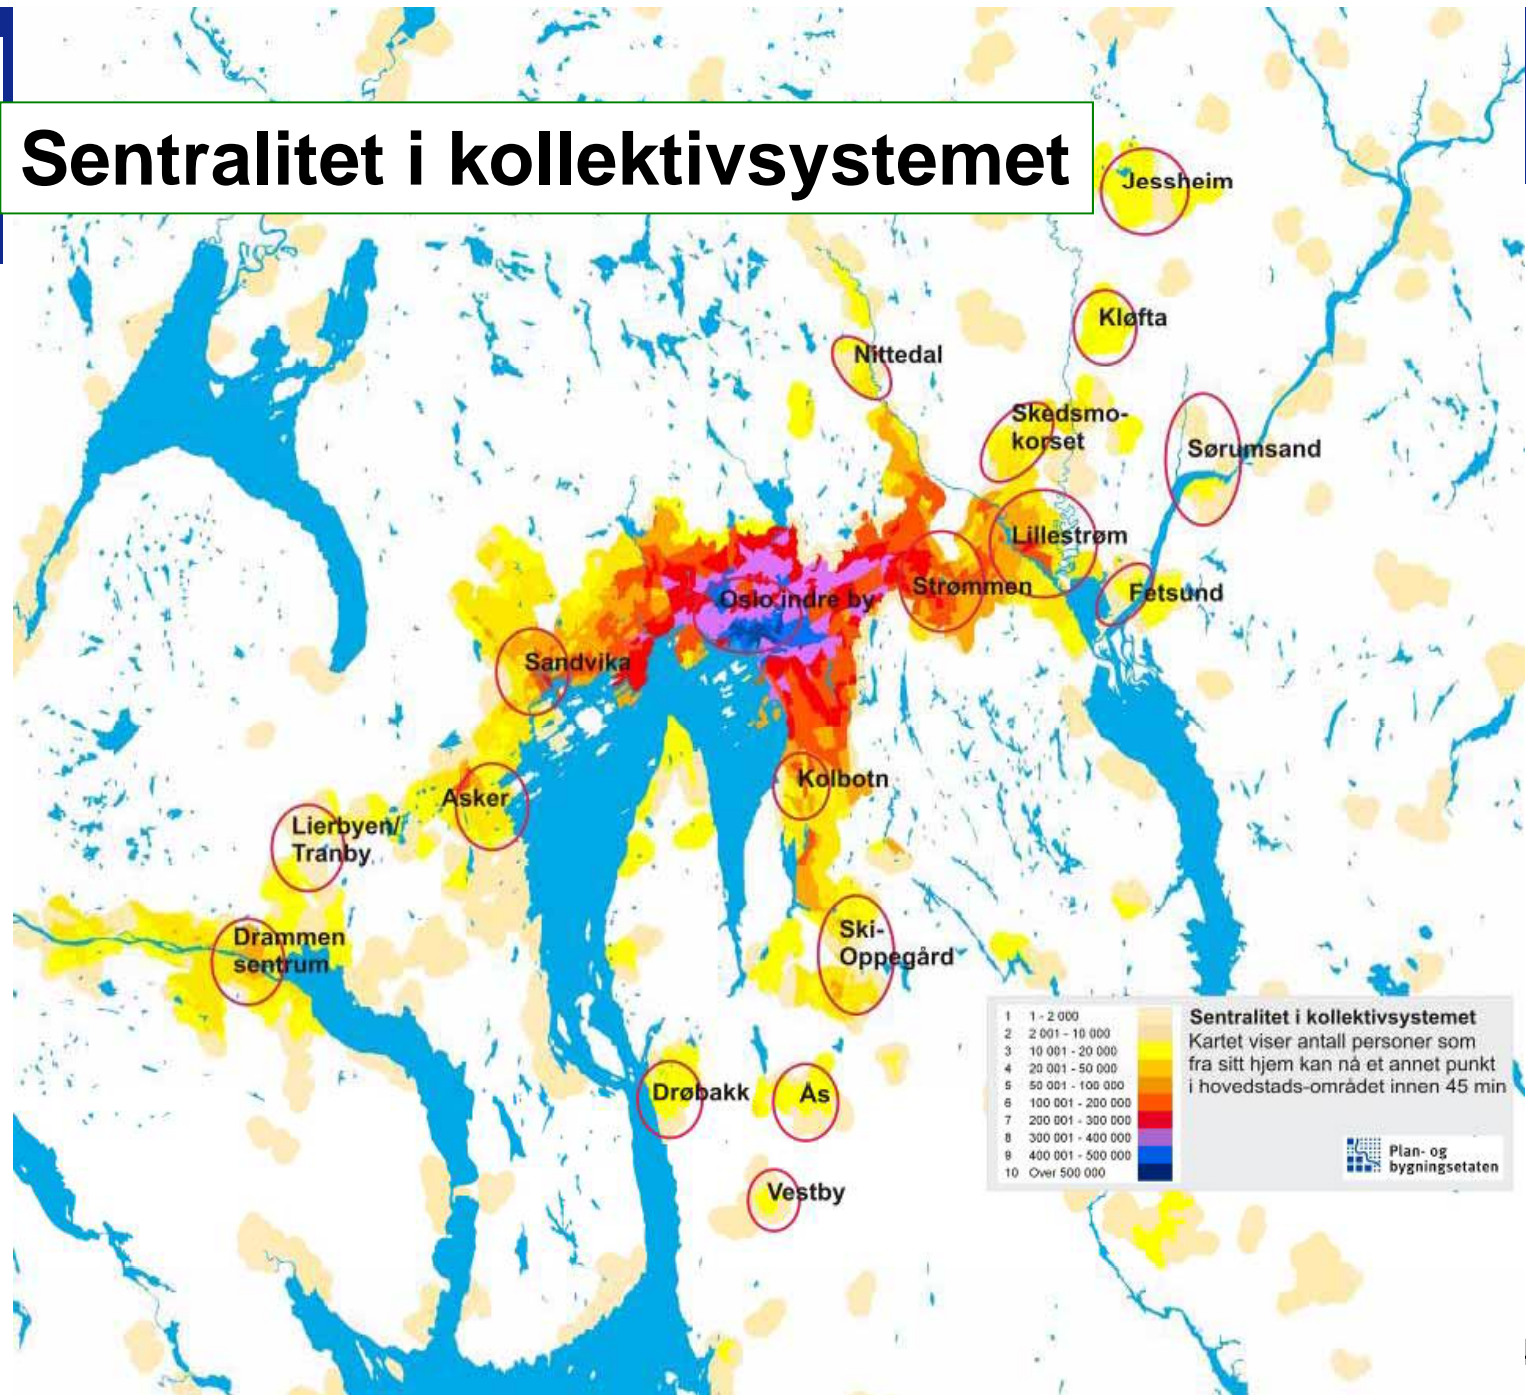 Sentralitet i kollektivsystemet
Jessheim
Kløfta
Nittedal
Skedsmo-
korset
Sørumsand
Lillestrøm
Strømmen
Fetsund
Oslo indre by
Sandvika
Kolbotn
Asker
Lierbyen/
Tranby
Ski-
Oppegård
Drammen
sentrum
Drøbakk
Ås
Vestby
1 1 - 2 000
2 2 001 - 10 000
3 10 001 - 20 000
4 20 001 - 50 000
5 50 001 - 100 000
6 100 001 - 200 000
7 200 001 - 300 000
8 300 001 - 400 000
9 400 001 - 500 000
10 Over 500 000
Sentralitet i kollektivsystemet
Kartet viser antall personer som
fra sitt hjem kan nå et annet punkt
i hovedstads-området innen 45 min
Plan- og
bygningsetaten